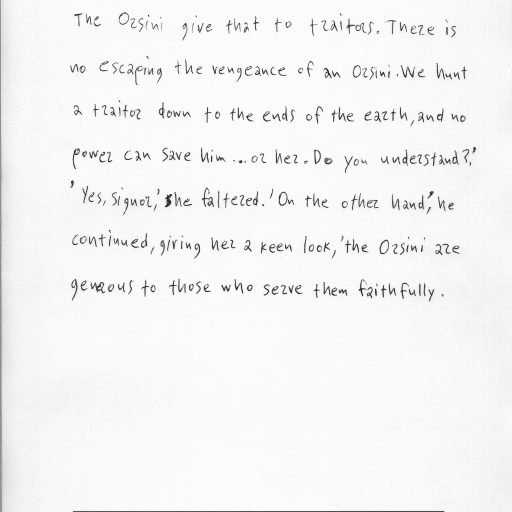 The Orsini give that to traitors. There is
no escaping the vengeance of an Orsini. We hunt
a traitor down to the ends of the earth, and no
power can save him... or her. Do you understand?'
'Yes, signor,' she faltered. 'On the other hand,' he
continued, giving her a keen look, 'the Orsini are
generous to those who serve them faithfully.